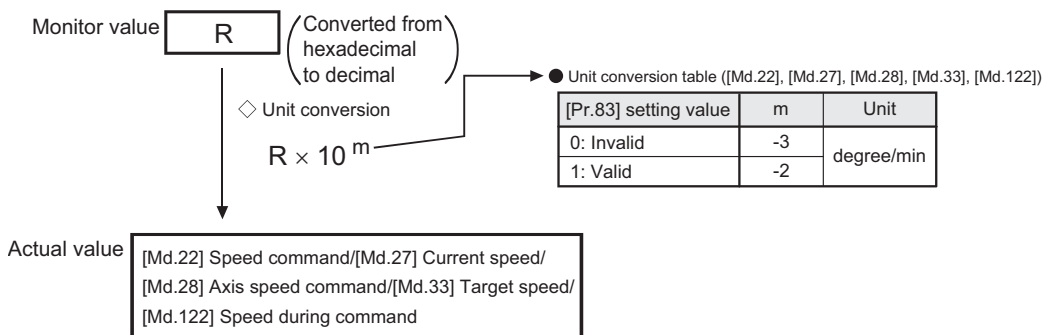 Monitor value
R
(Converted from
hexadecimal
to decimal)
◇ Unit conversion
R × 10 m
● Unit conversion table ([Md.22], [Md.27], [Md.28], [Md.33], [Md.122])
[Pr.83] setting value m Unit
0: Invalid -3 degree/min
1: Valid -2
Actual value
[Md.22] Speed command/[Md.27] Current speed/
[Md.28] Axis speed command/[Md.33] Target speed/
[Md.122] Speed during command